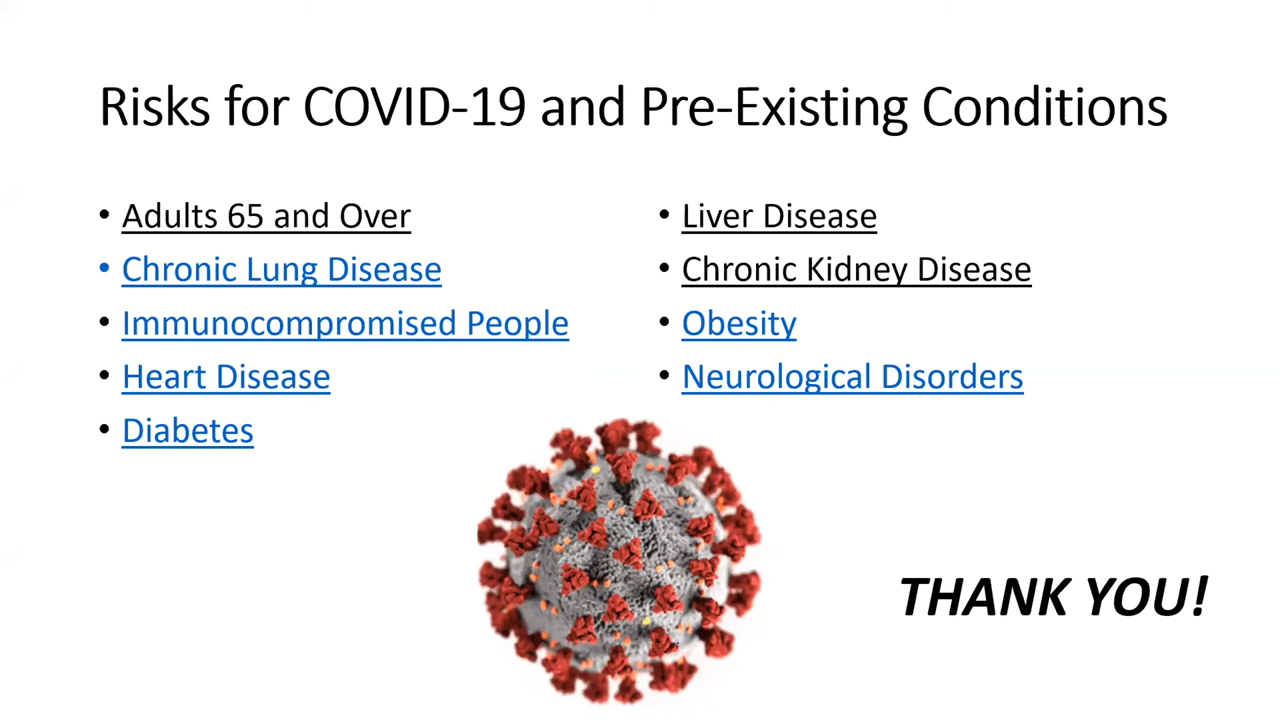 Risks for COVID-19 and Pre-Existing Conditions
• Adults 65 and Over
• Chronic Lung Disease
• Immunocompromised People
• Heart Disease
• Diabetes
• Liver Disease
• Chronic Kidney Disease
• Obesity
• Neurological Disorders
THANK YOU!